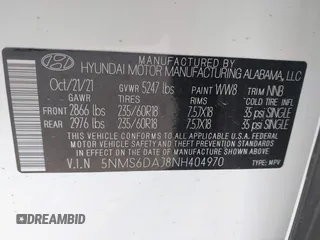 MANUFACTURED BY
HYUNDAI MOTOR MANUFACTURING ALABAMA, LLC
Oct/21/21 GVWR 5247 lbs PAINT WW8 TRIM NNB
GAWR TIRES RIMS COLD TIRE INFL.
FRONT 2866 lbs 235/60R18 7.5JX18 35 psi SINGLE
REAR 2976 lbs 235/60R18 7.5JX18 35 psi SINGLE
THIS VEHICLE CONFORMS TO ALL APPLICABLE U.S.A. FEDERAL
MOTOR VEHICLE SAFETY, BUMPER, AND THEFT PREVENTION
STANDARDS IN EFFECT ON THE DATE OF MANUFACTURE
SHOWN ABOVE.
V.I.N 5NMS6DAJ8NH404970 TYPE: MPV
DREAMBID